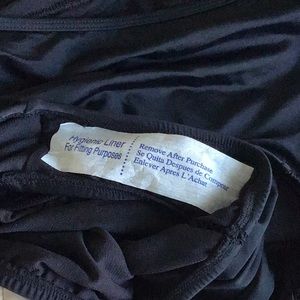 Hygienic Liner
For Fitting Purposes
Remove After Purchase
Se Quita Despues de Comprar
Enlever Apres L'Achat